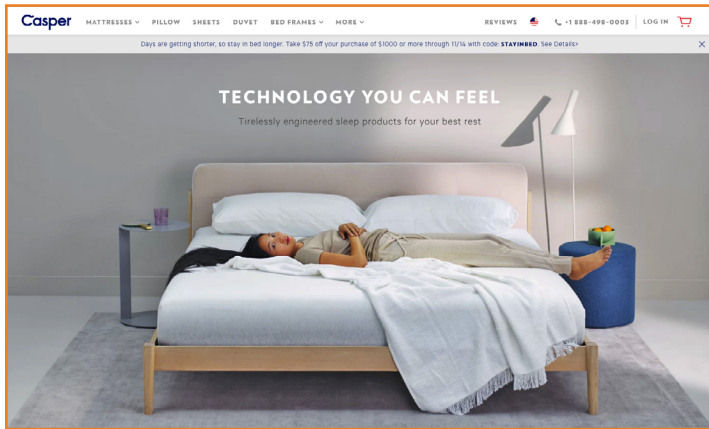 Casper MATTRESSES PILLOW SHEETS DUVET BED FRAMES MORE REVIEWS +1 888-498-0003 LOG IN
Days are getting shorter, so stay in bed longer. Take $75 off your purchase of $1000 or more through 11/14 with code: STAYINBED. See Details>
TECHNOLOGY YOU CAN FEEL
Tirelessly engineered sleep products for your best rest